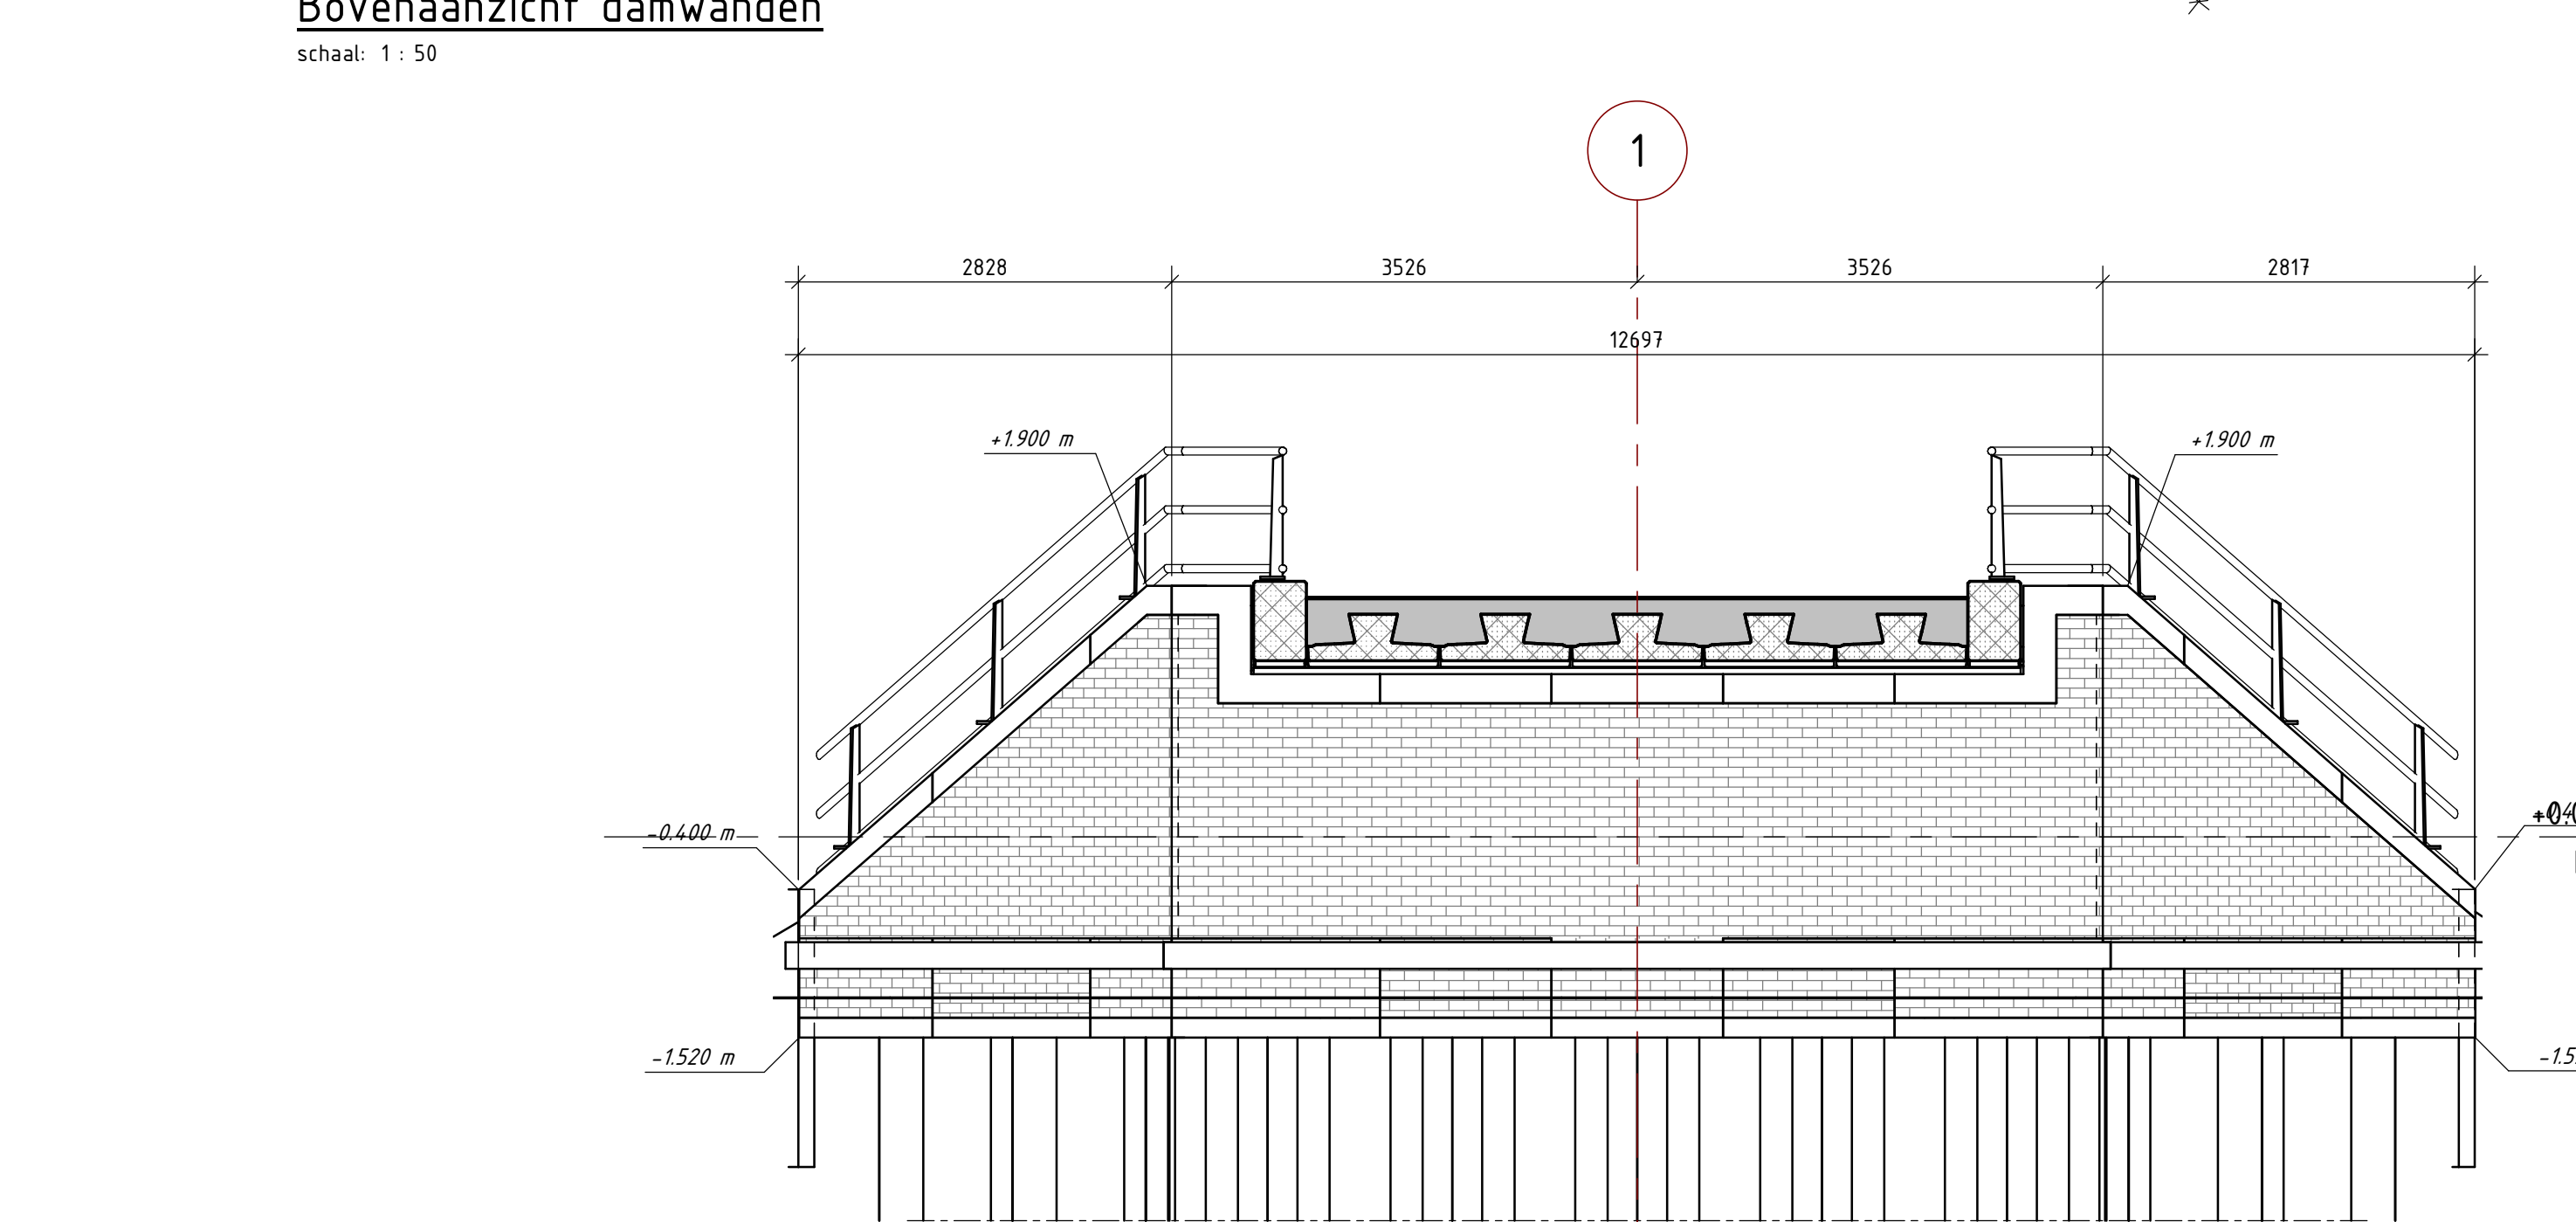 Bovenaanzicht damwanden
schaal: 1 : 50
1
2828 3526 3526 2817
12697
+1.900 m +1.900 m
-0.400 m
-1.520 m